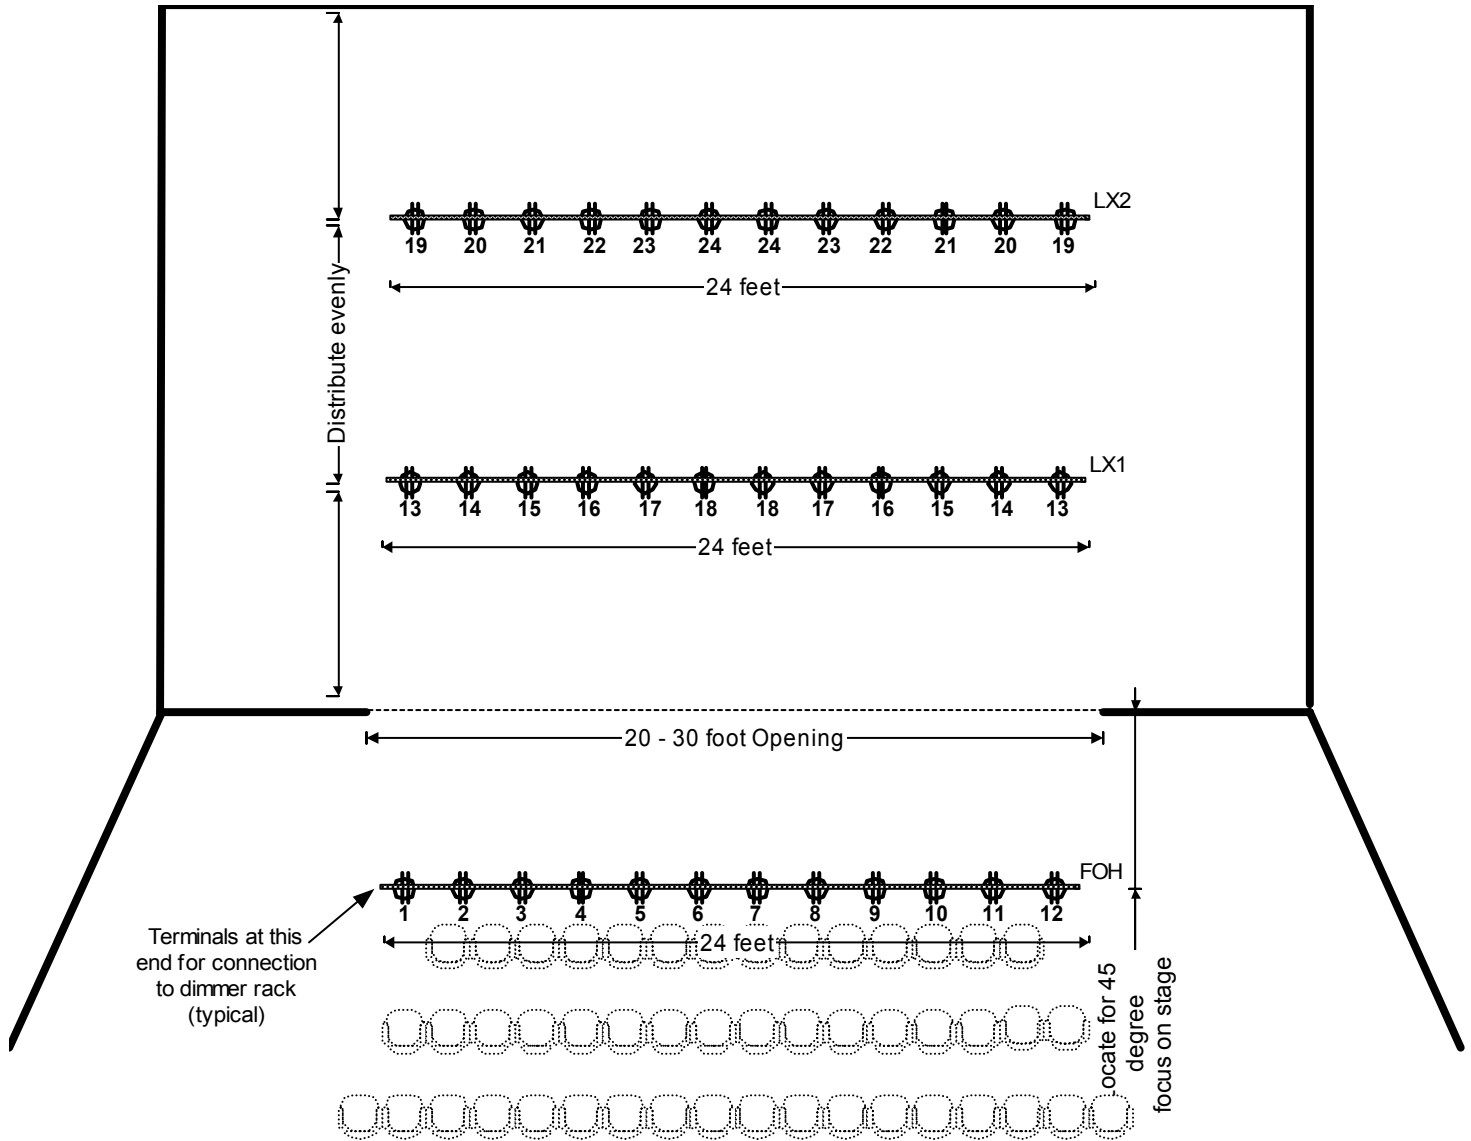 LX2
19 20 21 22 23 24 24 23 22 21 20 19
24 feet
Distribute evenly
LX1
13 14 15 16 17 18 18 17 16 15 14 13
24 feet
20 - 30 foot Opening
FOH
1 2 3 4 5 6 7 8 9 10 11 12
24 feet
Terminals at this
end for connection
to dimmer rack
(typical)
Locate for 45
degree
focus on stage